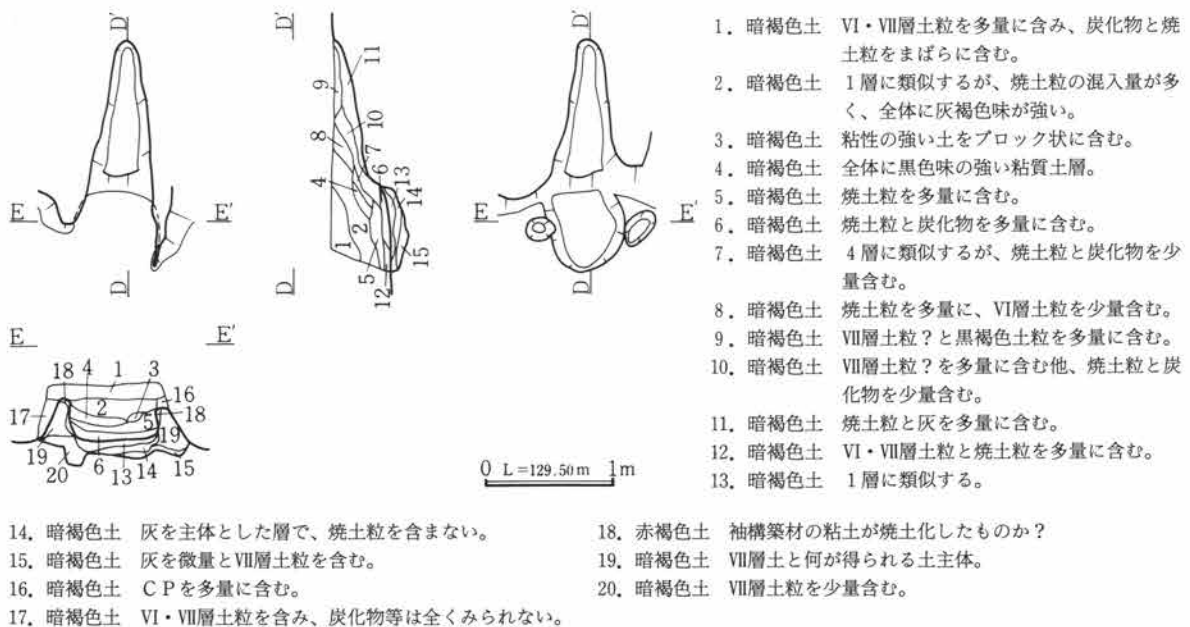 D′
D′
E
E′
D
D
E
E′
D
11
9
10
8
7
6
13
14
4
1
2
5
12
15
E
E′
18
4
1
3
16
17
2
5
18
19
19
20
6
13
14
15
0 L=129.50m 1m
1. 暗褐色土 Ⅵ・Ⅶ層土粒を多量に含み、炭化物と焼
土粒をまばらに含む。
2. 暗褐色土 1層に類似するが、焼土粒の混入量が多
く、全体に灰褐色味が強い。
3. 暗褐色土 粘性の強い土をブロック状に含む。
4. 暗褐色土 全体に黒色味の強い粘質土層。
5. 暗褐色土 焼土粒を多量に含む。
6. 暗褐色土 焼土粒と炭化物を多量に含む。
7. 暗褐色土 4層に類似するが、焼土粒と炭化物を少
量含む。
8. 暗褐色土 焼土粒を多量に、Ⅵ層土粒を少量含む。
9. 暗褐色土 Ⅶ層土粒?と黒褐色土粒を多量に含む。
10. 暗褐色土 Ⅶ層土粒?を多量に含む他、焼土粒と炭
化物を少量含む。
11. 暗褐色土 焼土粒と灰を多量に含む。
12. 暗褐色土 Ⅵ・Ⅶ層土粒と焼土粒を多量に含む。
13. 暗褐色土 1層に類似する。
14. 暗褐色土 灰を主体とした層で、焼土粒を含まない。
15. 暗褐色土 灰を微量とⅦ層土粒を含む。
16. 暗褐色土 CPを多量に含む。
17. 暗褐色土 Ⅵ・Ⅶ層土粒を含み、炭化物等は全くみられない。
18. 赤褐色土 袖構築材の粘土が焼土化したものか?
19. 暗褐色土 Ⅶ層土と何が得られる土主体。
20. 暗褐色土 Ⅶ層土粒を少量含む。